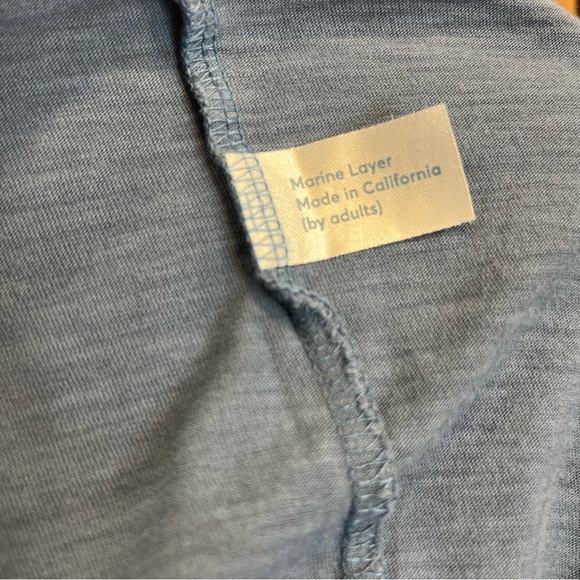 Marine Layer
Made in California
(by adults)